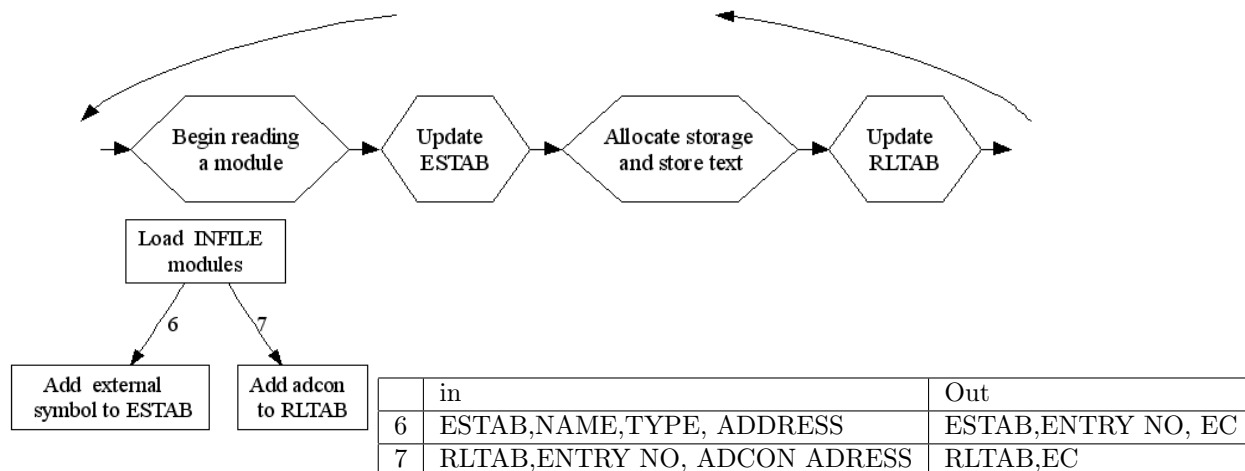 Begin reading
a module
Update
ESTAB
Allocate storage
and store text
Update
RLTAB
Load INFILE
modules
6
7
Add external
symbol to ESTAB
Add adcon
to RLTAB
in Out
6 ESTAB,NAME,TYPE, ADDRESS ESTAB,ENTRY NO, EC
7 RLTAB,ENTRY NO, ADCON ADRESS RLTAB,EC